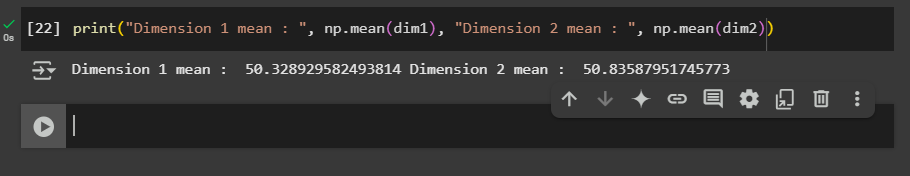 [22] print("Dimension 1 mean : ", np.mean(dim1), "Dimension 2 mean : ", np.mean(dim2))
0s
Dimension 1 mean :  50.328929582493814 Dimension 2 mean :  50.83587951745773